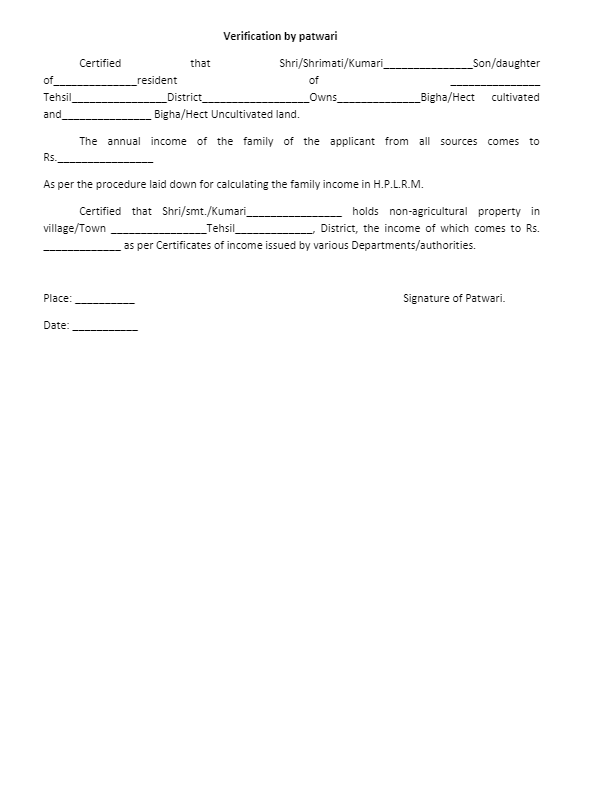 Verification by patwari
Certified that Shri/Shrimati/Kumari_______________Son/daughter
of______________resident of _______________
Tehsil________________District__________________Owns______________Bigha/Hect cultivated
and_______________ Bigha/Hect Uncultivated land.
The annual income of the family of the applicant from all sources comes to
Rs.________________
As per the procedure laid down for calculating the family income in H.P.L.R.M.
Certified that Shri/smt./Kumari________________ holds non-agricultural property in
village/Town ________________Tehsil_____________, District, the income of which comes to Rs.
_____________ as per Certificates of income issued by various Departments/authorities.
Place: __________ Signature of Patwari.
Date: ___________